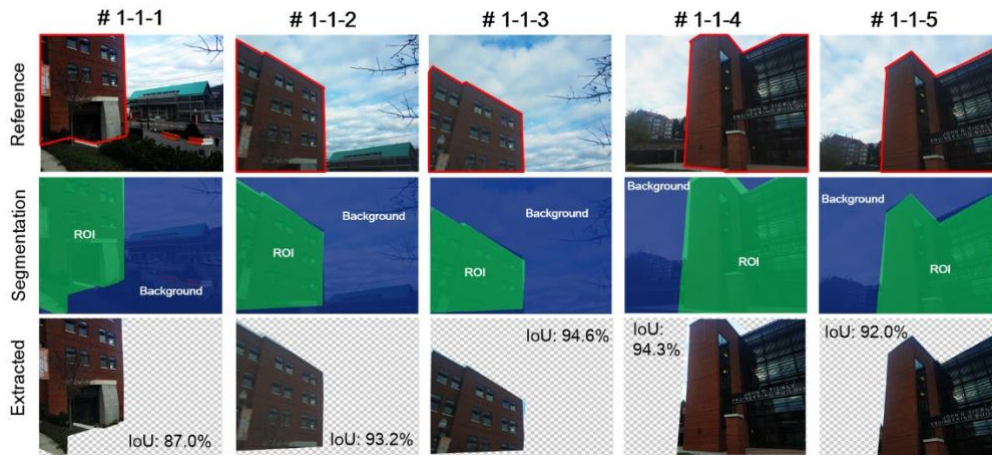 # 1-1-1 # 1-1-2 # 1-1-3 # 1-1-4 # 1-1-5
Reference
Segmentation
ROI
Background
ROI
Background
ROI
Background
Background
ROI
Background
ROI
Extracted
IoU: 87.0%
IoU: 93.2%
IoU: 94.6%
IoU:
94.3%
IoU: 92.0%